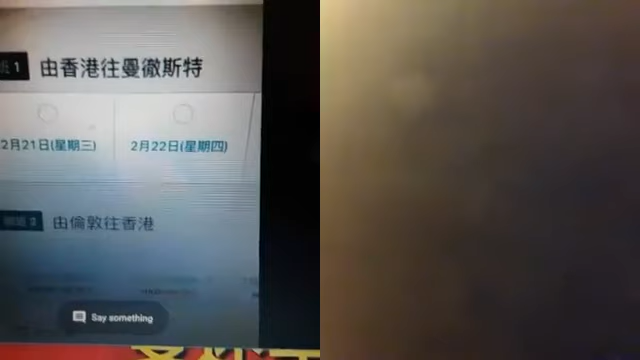 1
由香港往曼徹斯特
2月21日(星期三)
2月22日(星期四)
2
由倫敦往香港
Say something